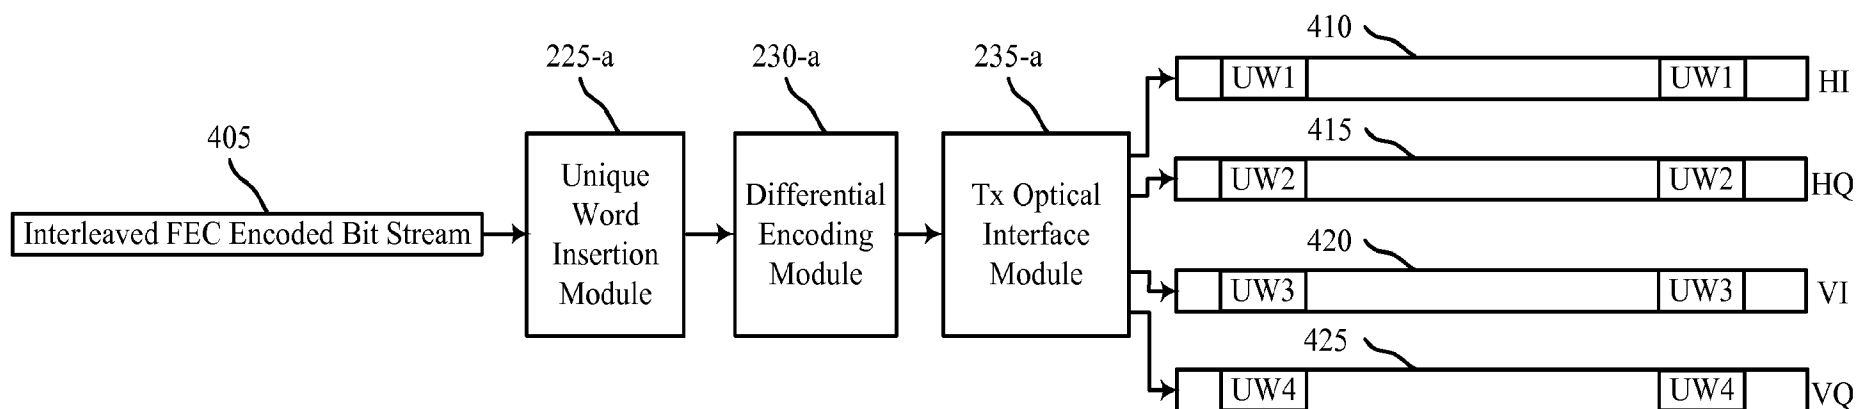 405
Interleaved FEC Encoded Bit Stream
225-a
Unique
Word
Insertion
Module
230-a
Differential
Encoding
Module
235-a
Tx Optical
Interface
Module
410
UW1 UW1 HI
415
UW2 UW2 HQ
420
UW3 UW3 VI
425
UW4 UW4 VQ